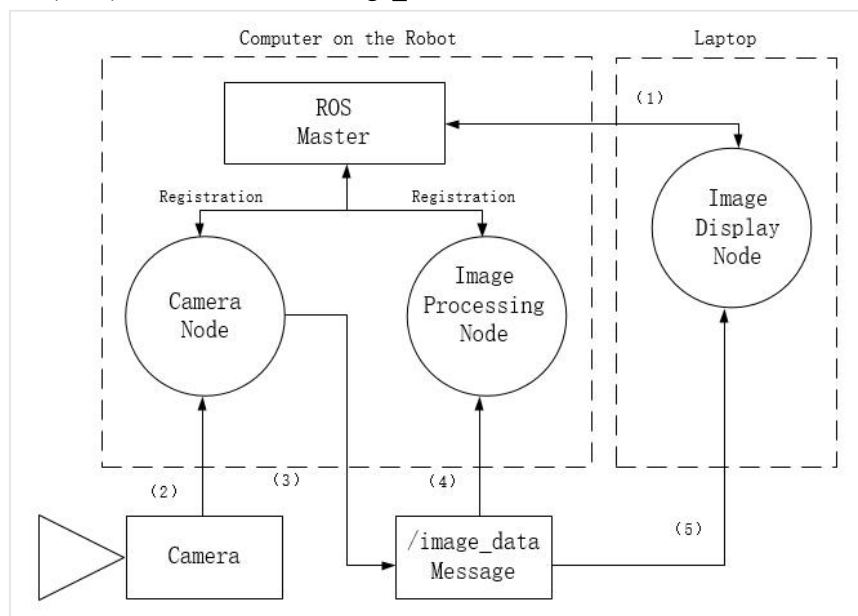 Computer on the Robot
Laptop
ROS
Master
(1)
Registration
Registration
Image
Display
Node
Camera
Node
Image
Processing
Node
(2)
(3)
(4)
(5)
Camera
/image_data
Message